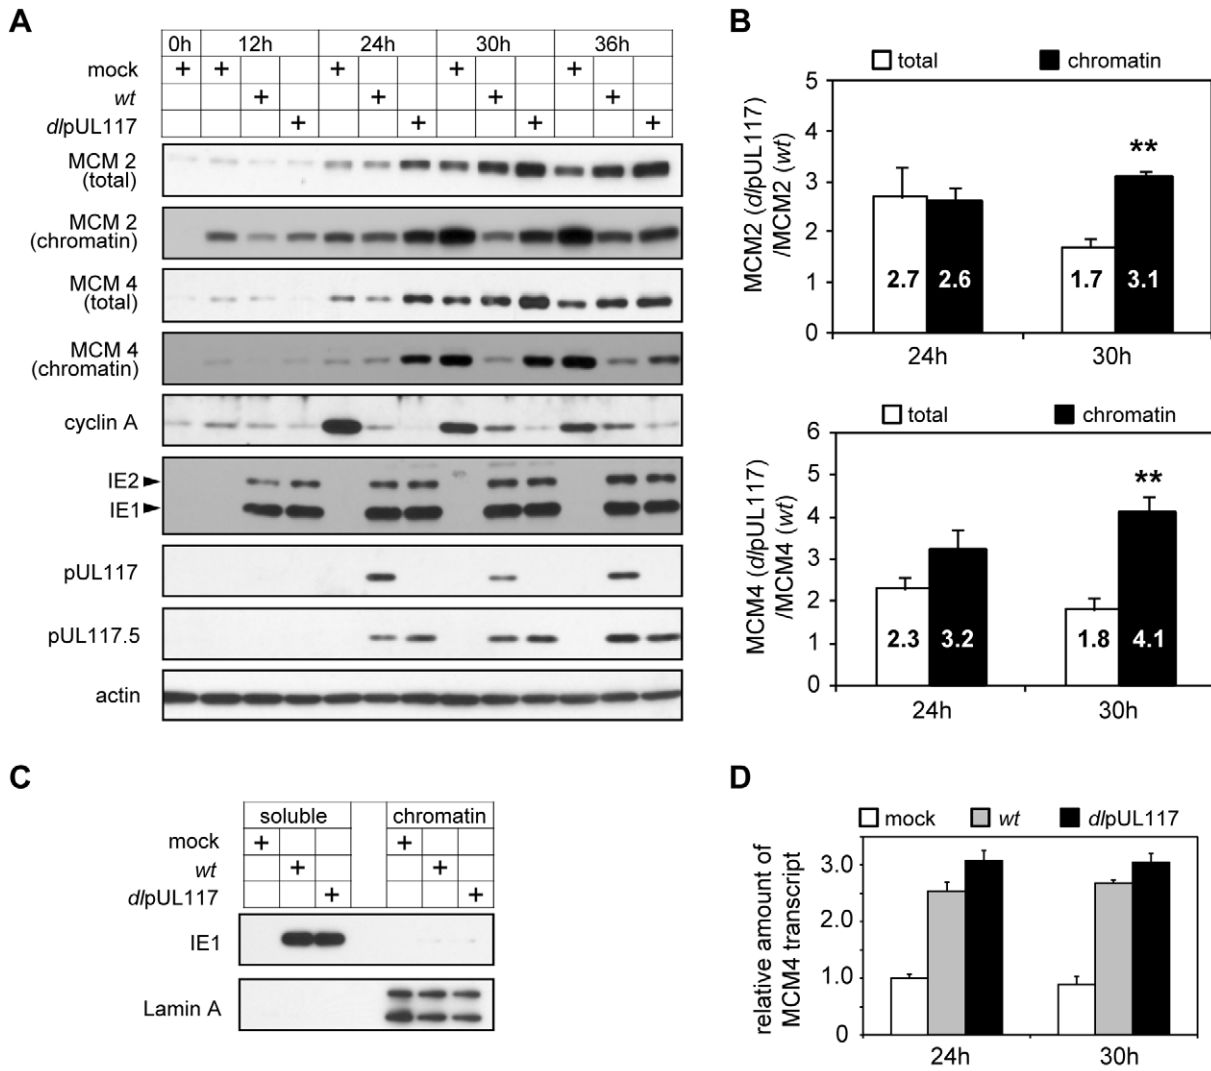 A
0h 12h 24h 30h 36h
mock + + + + +
wt + + + +
dlpUL117 + + + +
MCM 2
(total)
MCM 2
(chromatin)
MCM 4
(total)
MCM 4
(chromatin)
cyclin A
IE2
IE1
pUL117
pUL117.5
actin
B
total chromatin
MCM2 (dlpUL117)
/MCM2 (wt)
5
4
3
2
1
0
**
2.7 2.6 1.7 3.1
24h 30h
total chromatin
MCM4 (dlpUL117)
/MCM4 (wt)
6
5
4
3
2
1
0
**
2.3 3.2 1.8 4.1
24h 30h
C
soluble chromatin
mock + +
wt + +
dlpUL117 + +
IE1
Lamin A
D
mock wt dlpUL117
relative amount of
MCM4 transcript
3.0
2.0
1.0
0
24h 30h